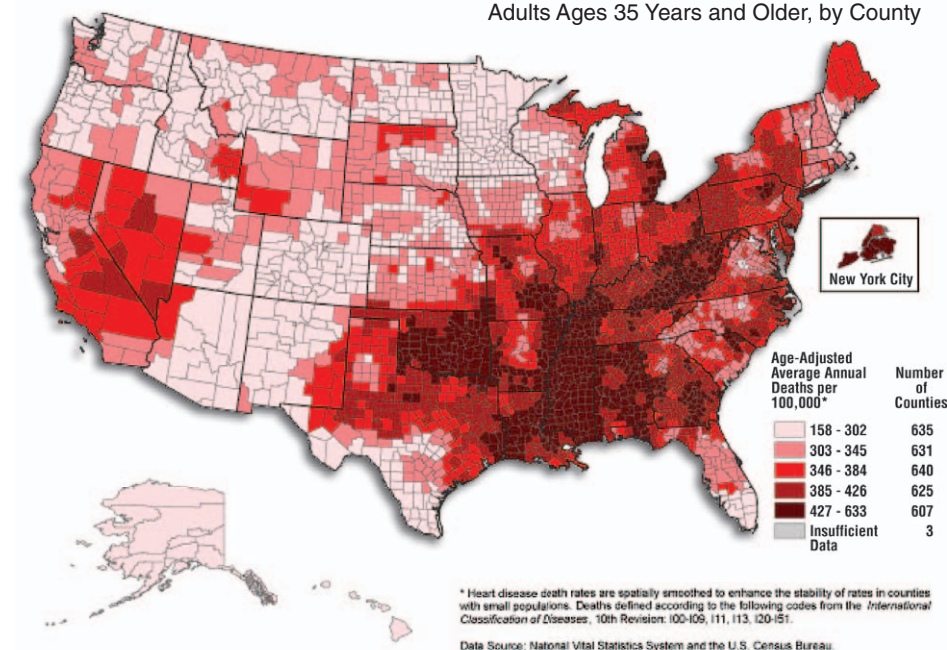 Adults Ages 35 Years and Older, by County
New York City
Age-Adjusted
Average Annual
Deaths per
100,000*
Number
of
Counties
158 - 302 635
303 - 345 631
346 - 384 640
385 - 426 625
427 - 633 607
Insufficient
Data 3
* Heart disease death rates are spatially smoothed to enhance the stability of rates in counties
with small populations. Deaths defined according to the following codes from the International
Classification of Diseases, 10th Revision: I00-I09, I11, I13, I20-I51.
Data Source: National Vital Statistics System and the U.S. Census Bureau.